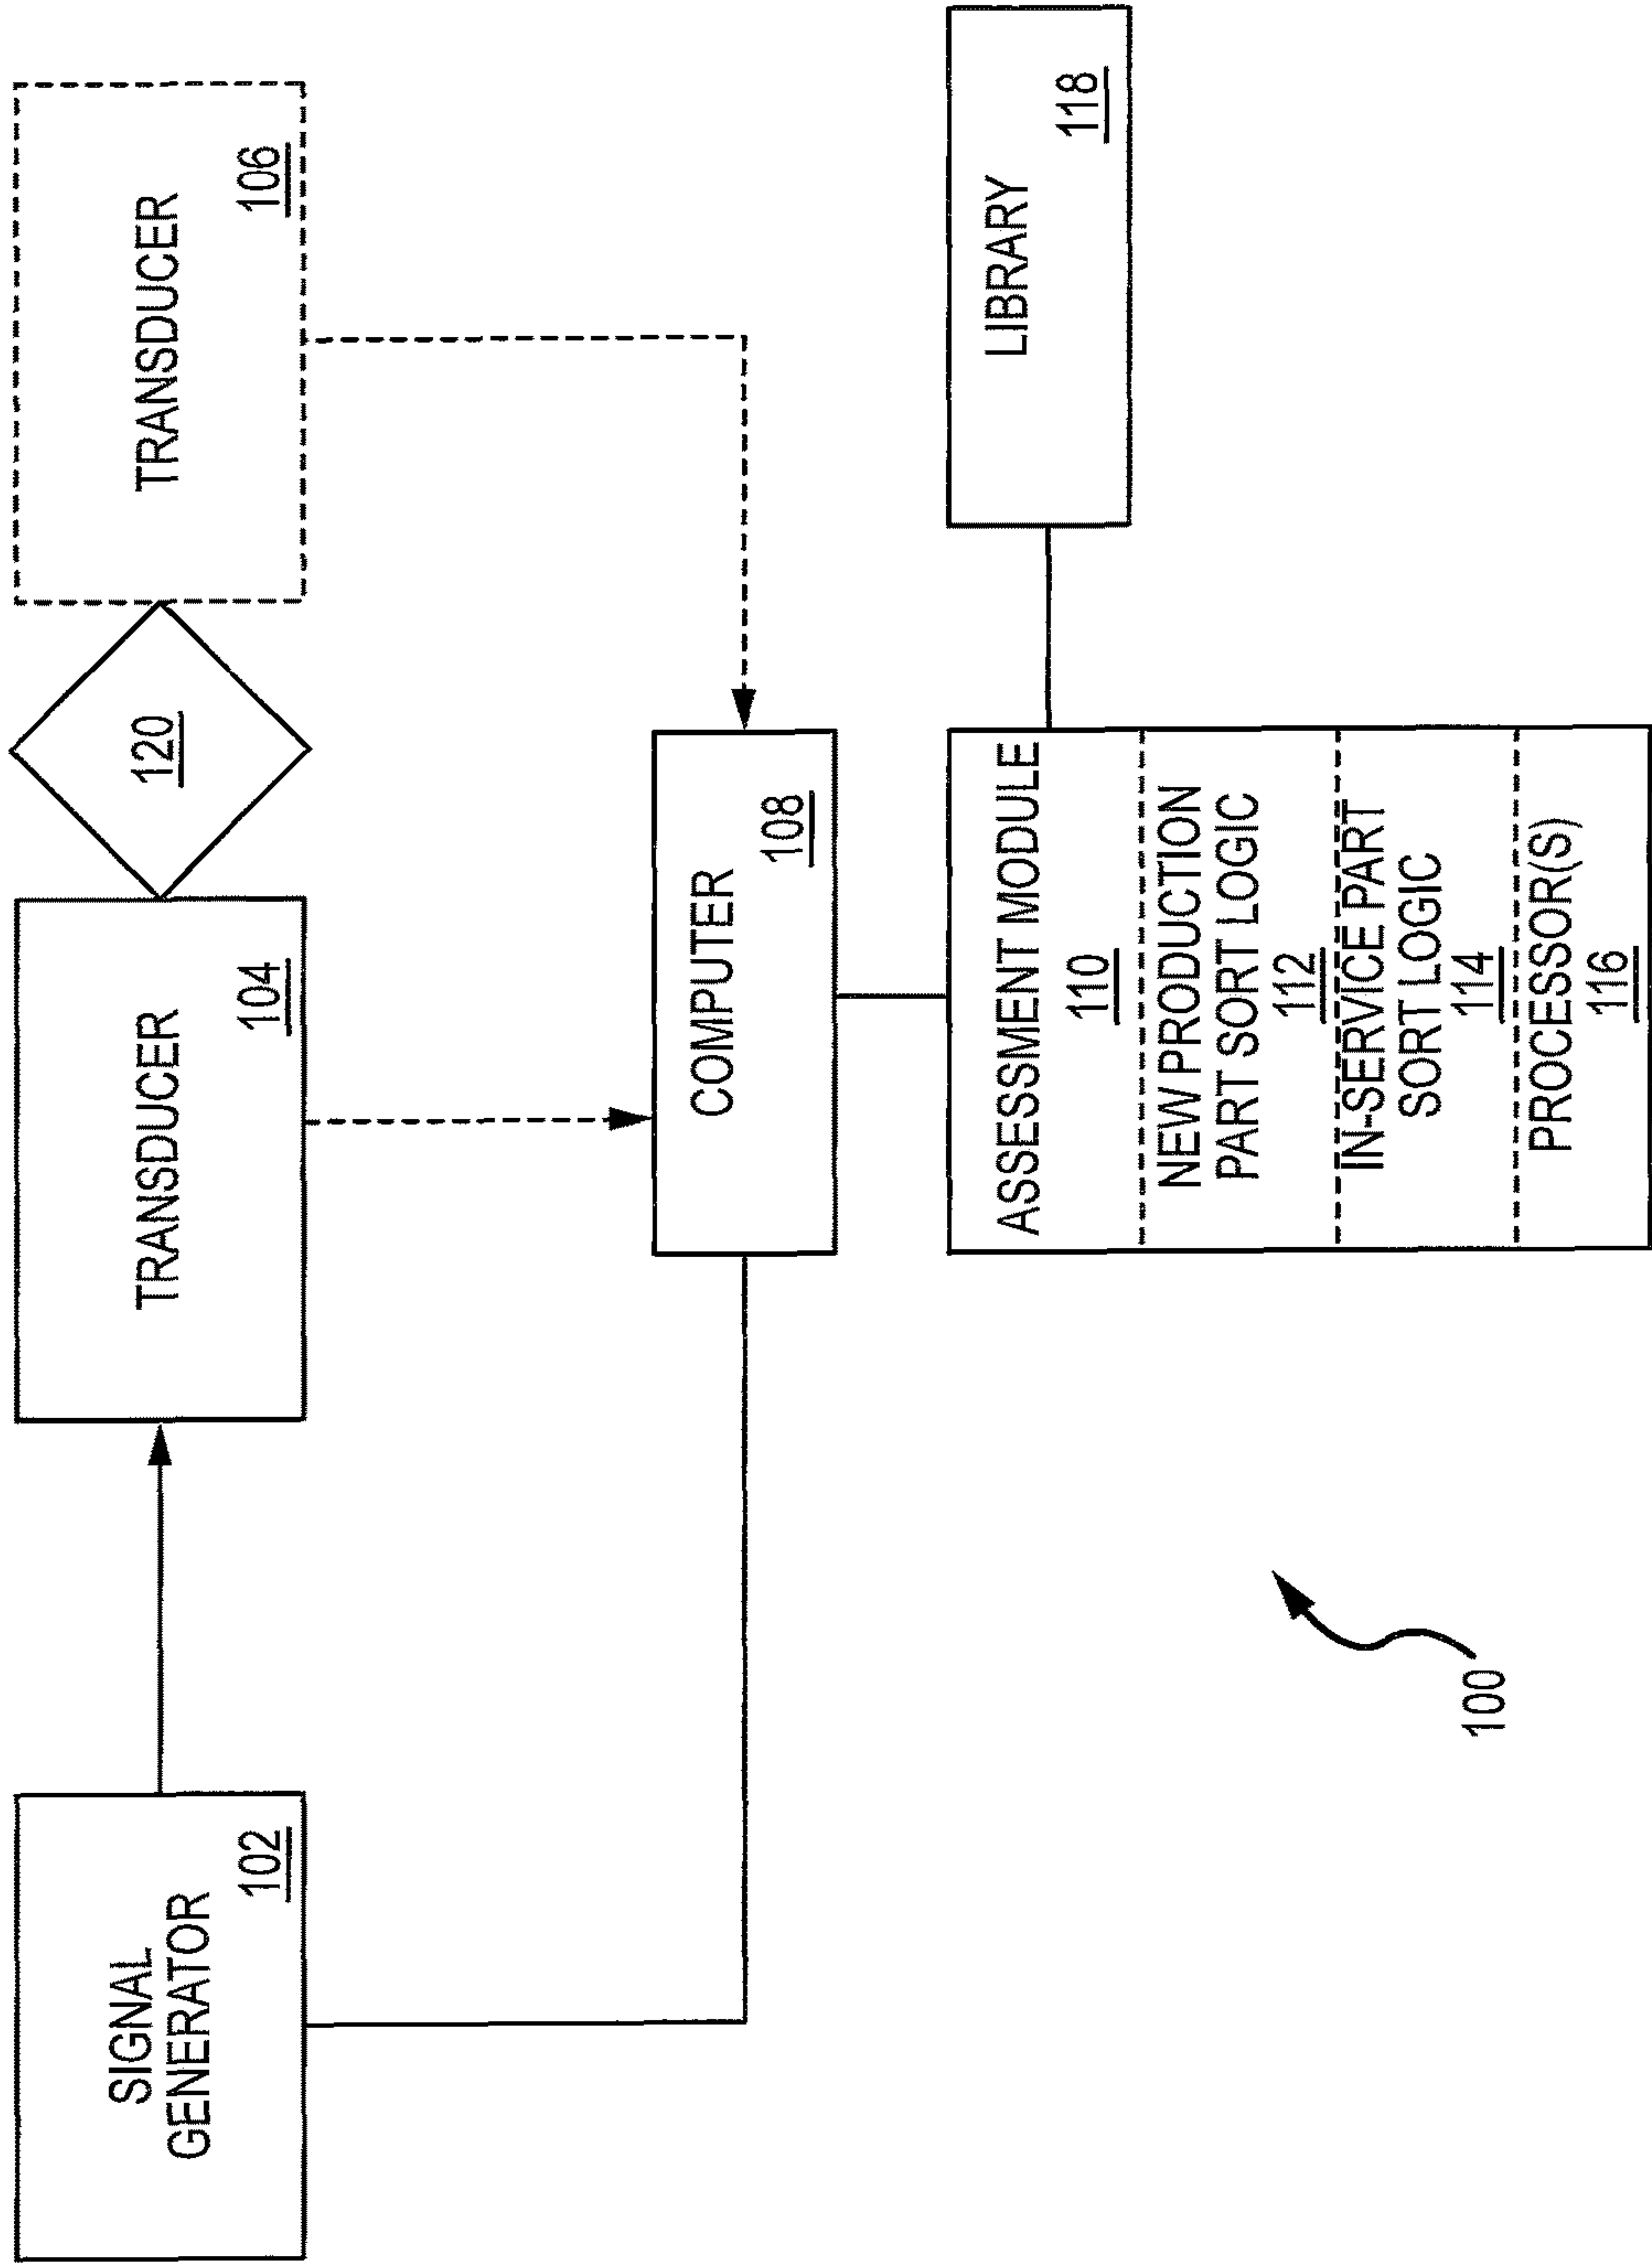 SIGNAL
GENERATOR
102
TRANSDUCER
104
120
TRANSDUCER
106
COMPUTER
108
ASSESSMENT MODULE
110
NEW PRODUCTION
PART SORT LOGIC
112
IN-SERVICE PART
SORT LOGIC
114
PROCESSOR(S)
116
LIBRARY
118
100